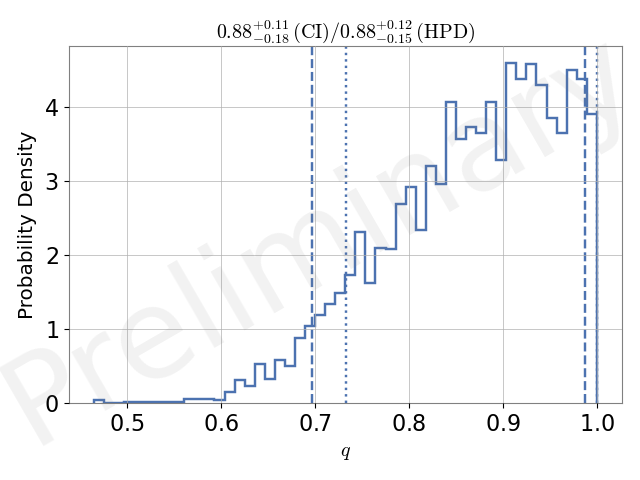 0.88^{+0.11}_{-0.18} (CI)/0.88^{+0.12}_{-0.15} (HPD)
Probability Density
4
3
2
1
0
0.5 0.6 0.7 0.8 0.9 1.0
q
Preliminary